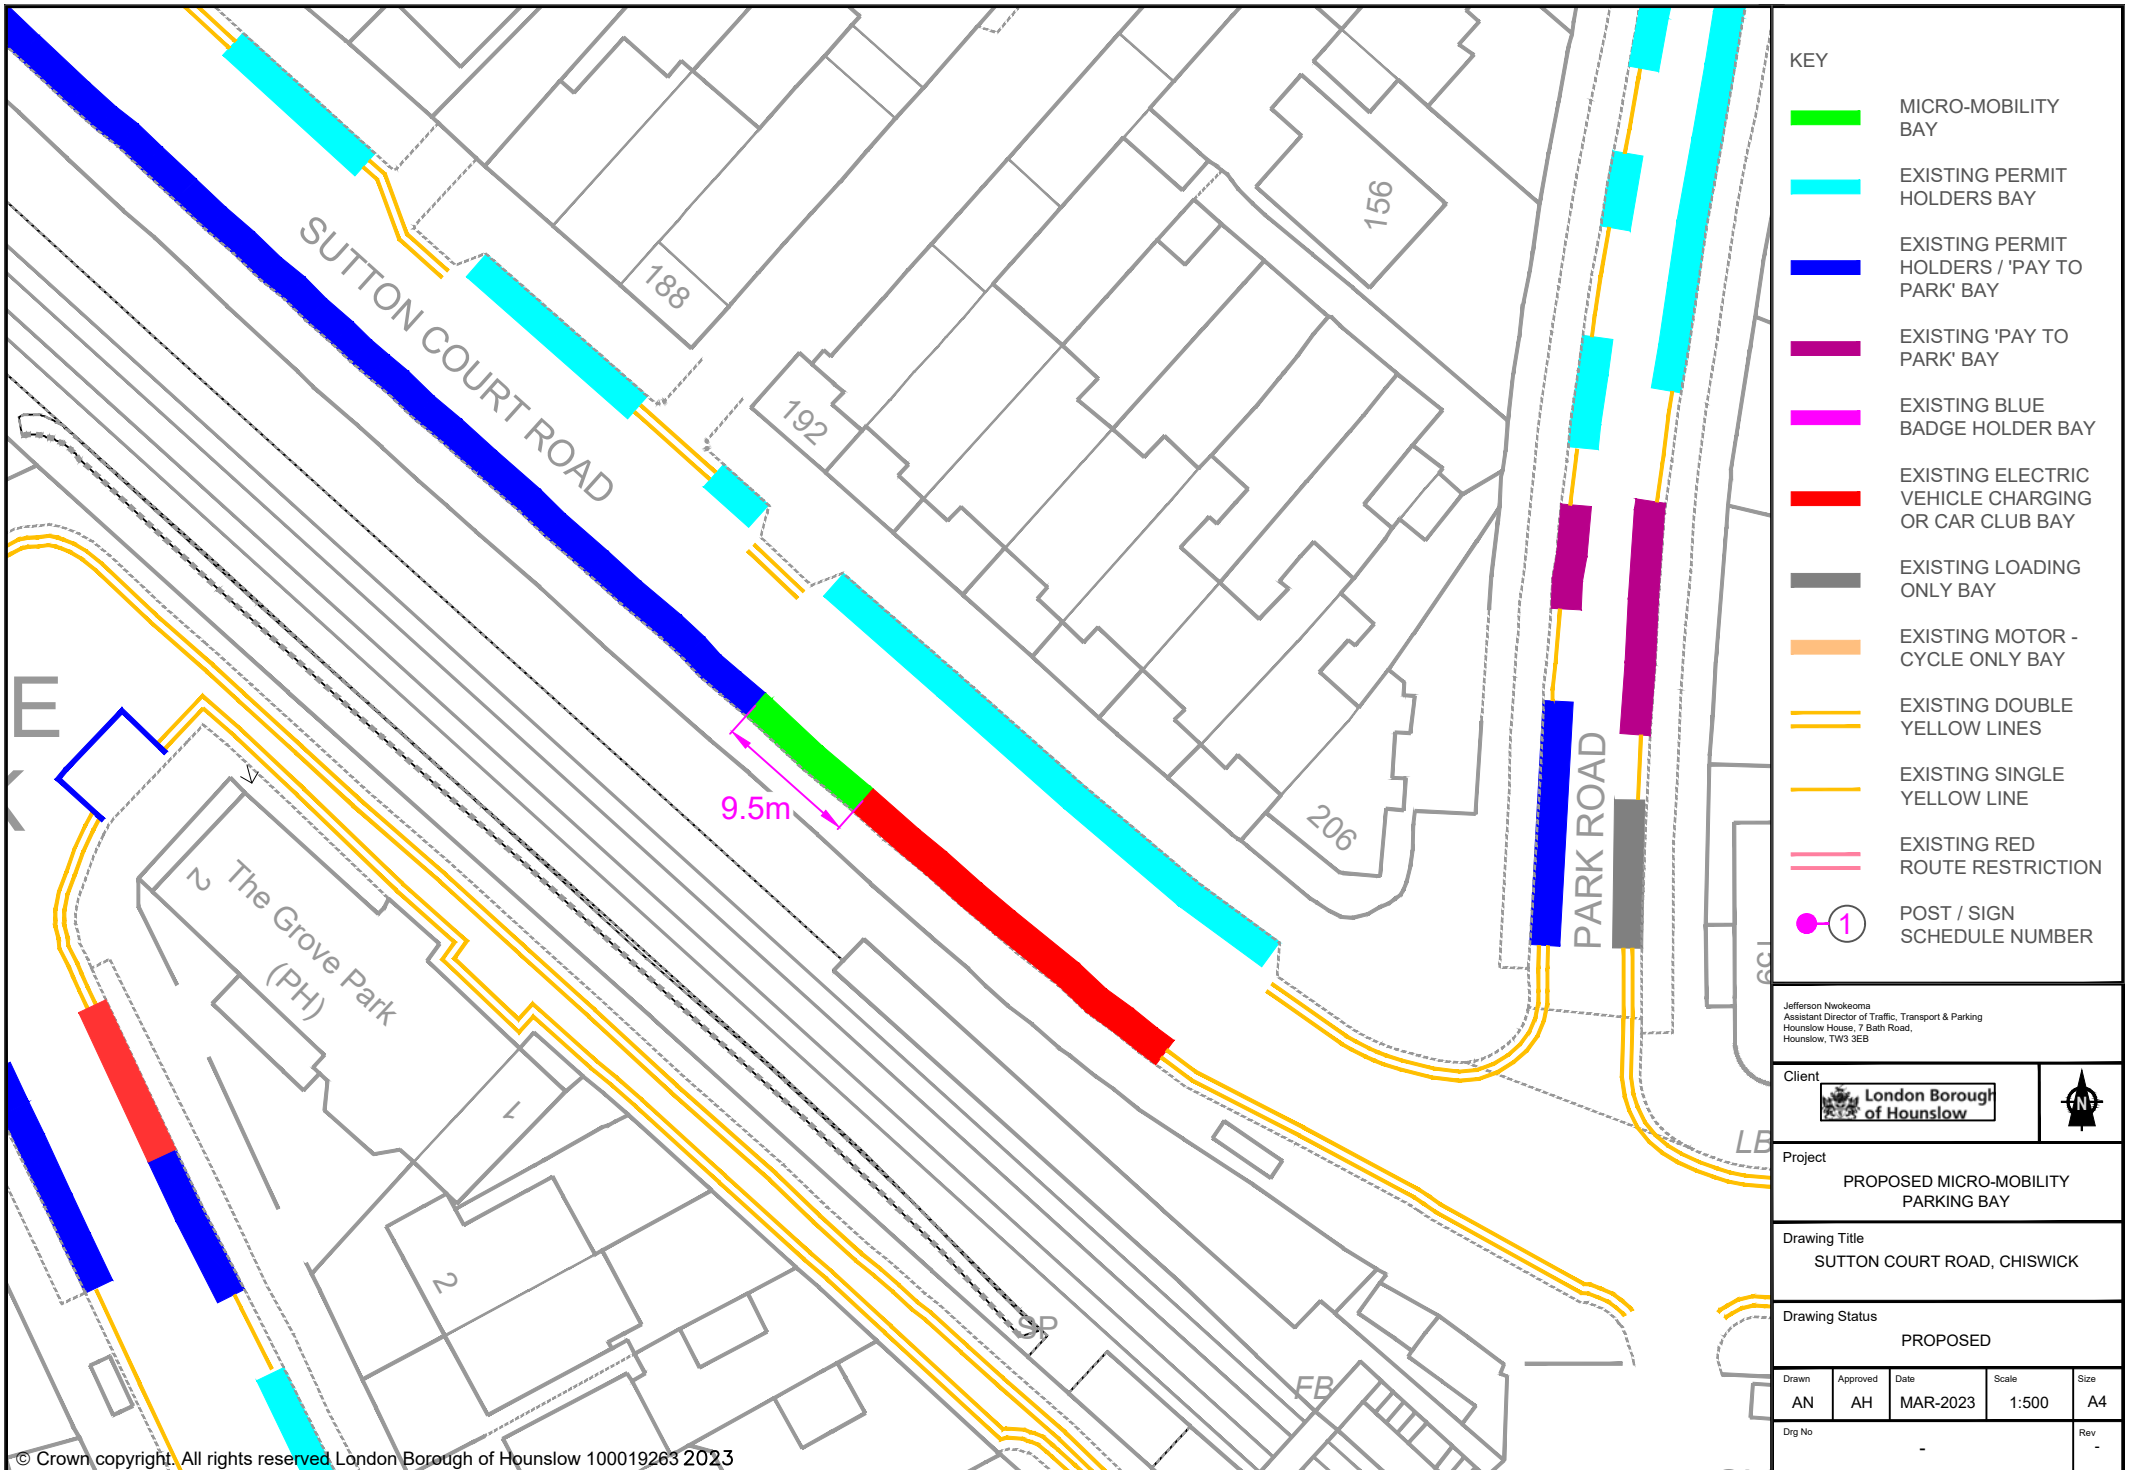 SUTTON COURT ROAD
188
192
156
206
PARK ROAD
E
9.5m
2
The Grove Park
(PH)
1
2
SP
FB
LB
© Crown copyright. All rights reserved London Borough of Hounslow 100019263 2023
KEY
MICRO-MOBILITY
BAY
EXISTING PERMIT
HOLDERS BAY
EXISTING PERMIT
HOLDERS / 'PAY TO
PARK' BAY
EXISTING 'PAY TO
PARK' BAY
EXISTING BLUE
BADGE HOLDER BAY
EXISTING ELECTRIC
VEHICLE CHARGING
OR CAR CLUB BAY
EXISTING LOADING
ONLY BAY
EXISTING MOTOR -
CYCLE ONLY BAY
EXISTING DOUBLE
YELLOW LINES
EXISTING SINGLE
YELLOW LINE
EXISTING RED
ROUTE RESTRICTION
1
POST / SIGN
SCHEDULE NUMBER
Jefferson Nwokeoma
Assistant Director of Traffic, Transport & Parking
Hounslow House, 7 Bath Road,
Hounslow, TW3 3EB
Client
London Borough
of Hounslow
N
Project
PROPOSED MICRO-MOBILITY
PARKING BAY
Drawing Title
SUTTON COURT ROAD, CHISWICK
Drawing Status
PROPOSED
Drawn
AN
Approved
AH
Date
MAR-2023
Scale
1:500
Size
A4
Drg No
-
Rev
-